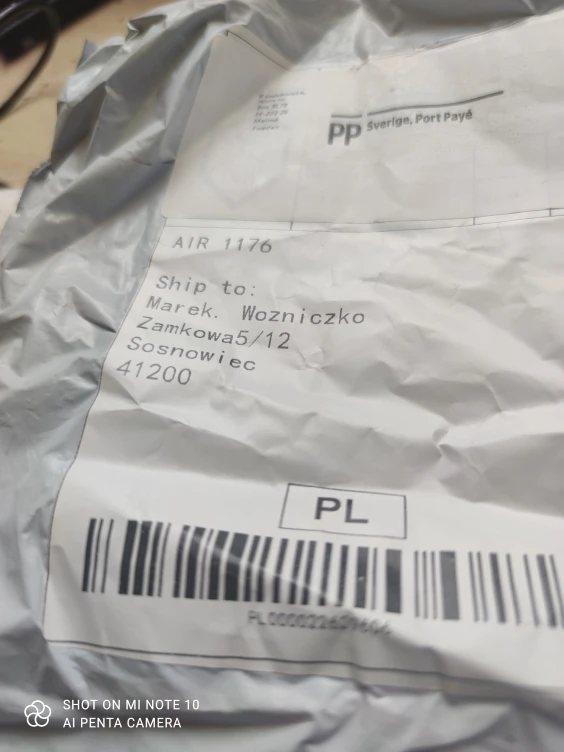 PP Sverige, Port Payé
AIR 1176
Ship to:
Marek. Wozniczko
Zamkowa5/12
Sosnowiec
41200
PL
SHOT ON MI NOTE 10
AI PENTA CAMERA